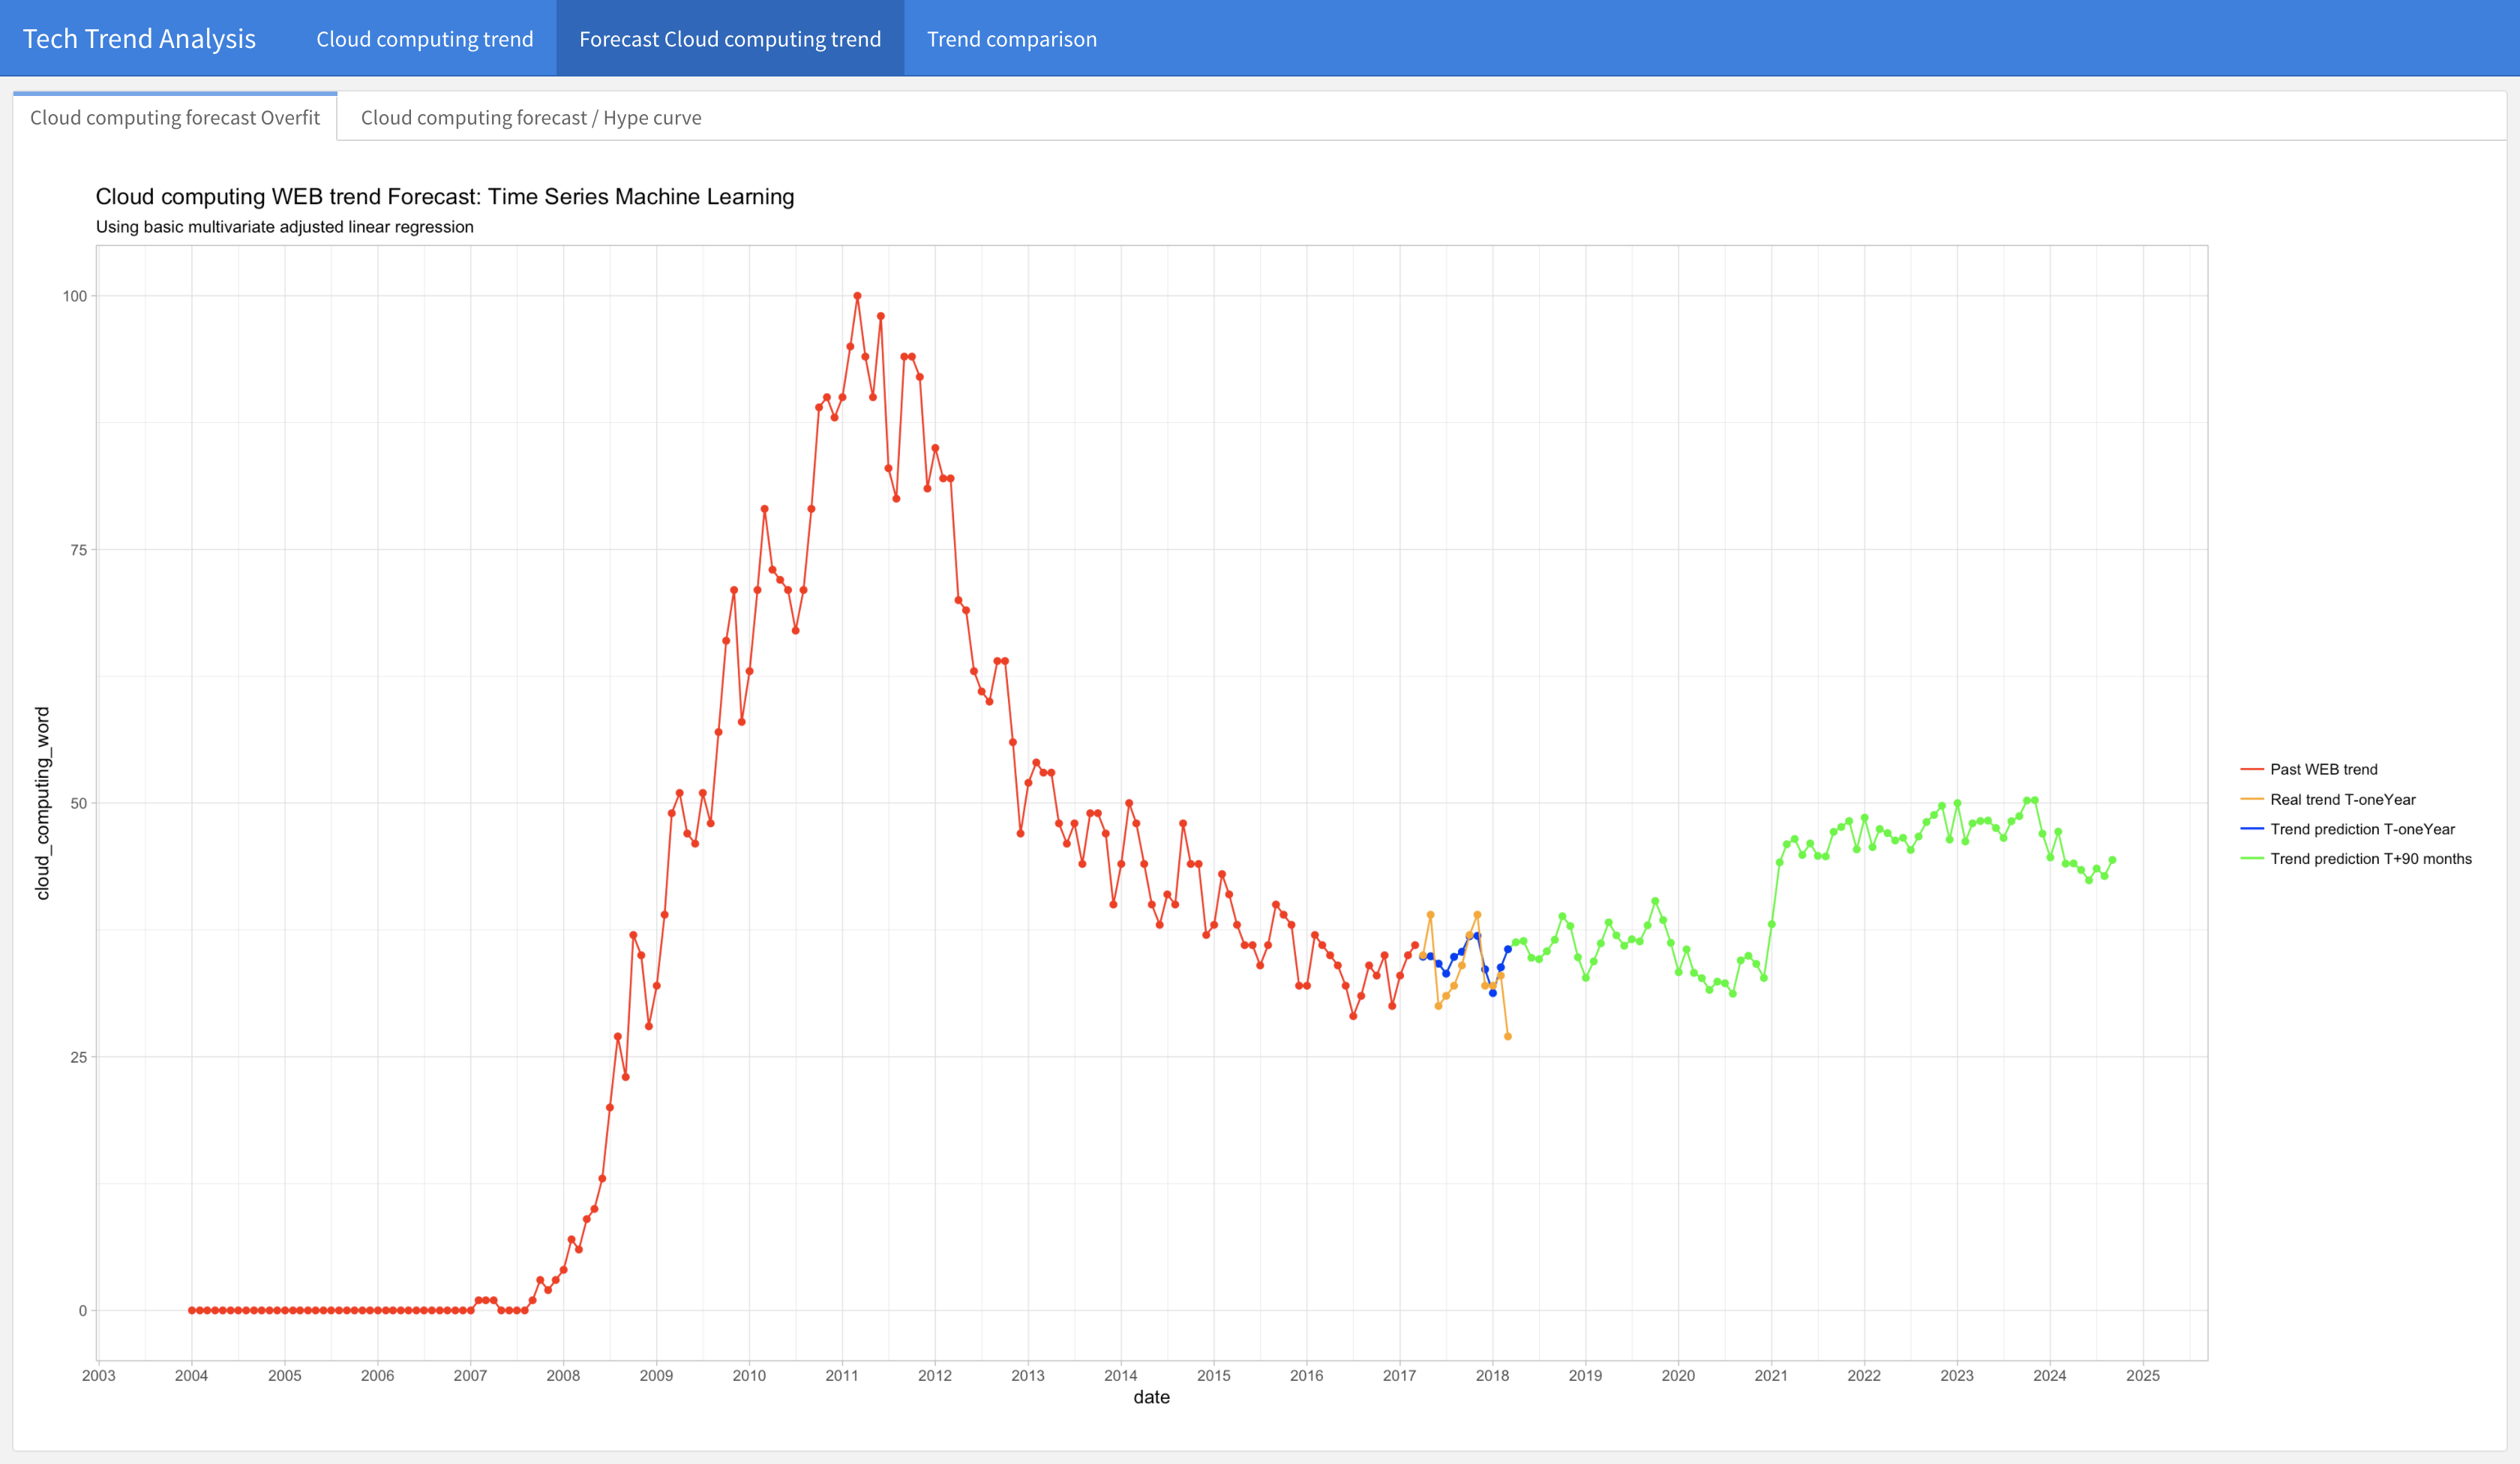 Tech Trend Analysis
Cloud computing trend
Forecast Cloud computing trend
Trend comparison
Cloud computing forecast Overfit
Cloud computing forecast / Hype curve
Cloud computing WEB trend Forecast: Time Series Machine Learning
Using basic multivariate adjusted linear regression
100
75
50
25
0
cloud_computing_word
2003 2004 2005 2006 2007 2008 2009 2010 2011 2012 2013 2014 2015 2016 2017 2018 2019 2020 2021 2022 2023 2024 2025
date
Past WEB trend
Real trend T-oneYear
Trend prediction T-oneYear
Trend prediction T+90 months